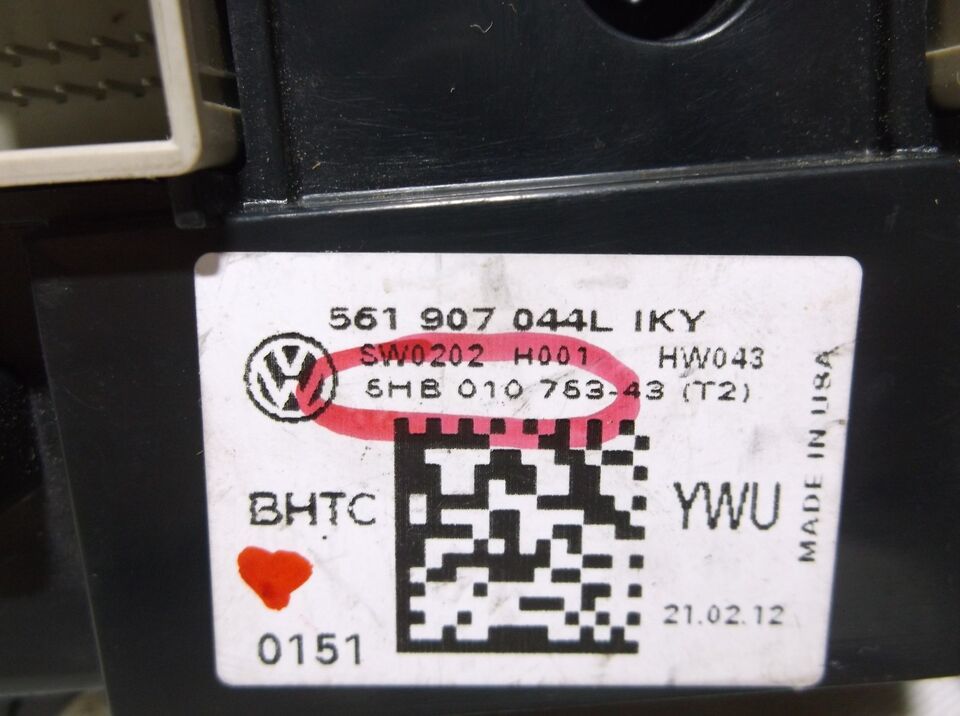 561 907 044L IKY
SW0202 H001 HW043
5HB 010 763-43 (T2)
MADE IN USA
BHTC
YWU
21.02.12
0151